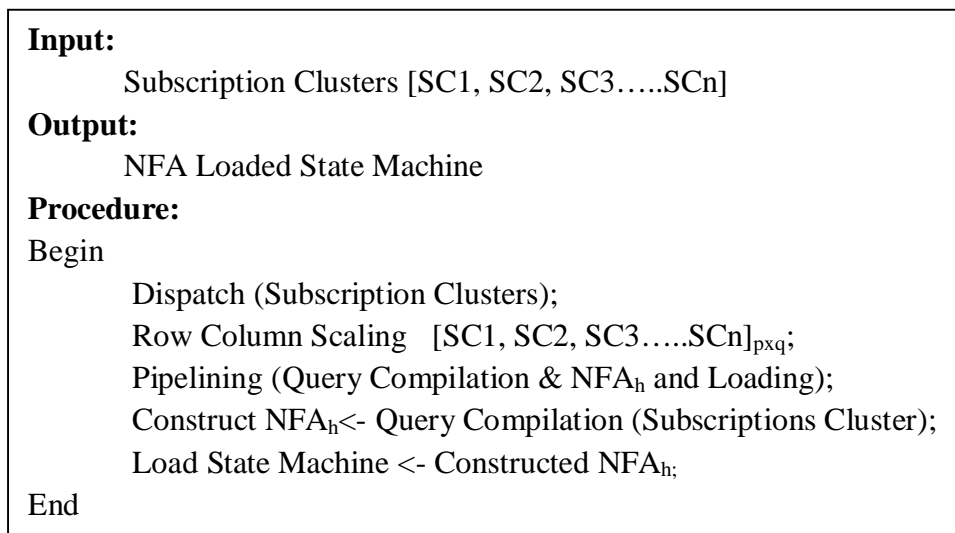 Input:
Subscription Clusters [SC1, SC2, SC3…..SCn]
Output:
NFA Loaded State Machine
Procedure:
Begin
Dispatch (Subscription Clusters);
Row Column Scaling [SC1, SC2, SC3…..SCn]pxq;
Pipelining (Query Compilation & NFAh and Loading);
Construct NFAh<- Query Compilation (Subscriptions Cluster);
Load State Machine <- Constructed NFAh;
End